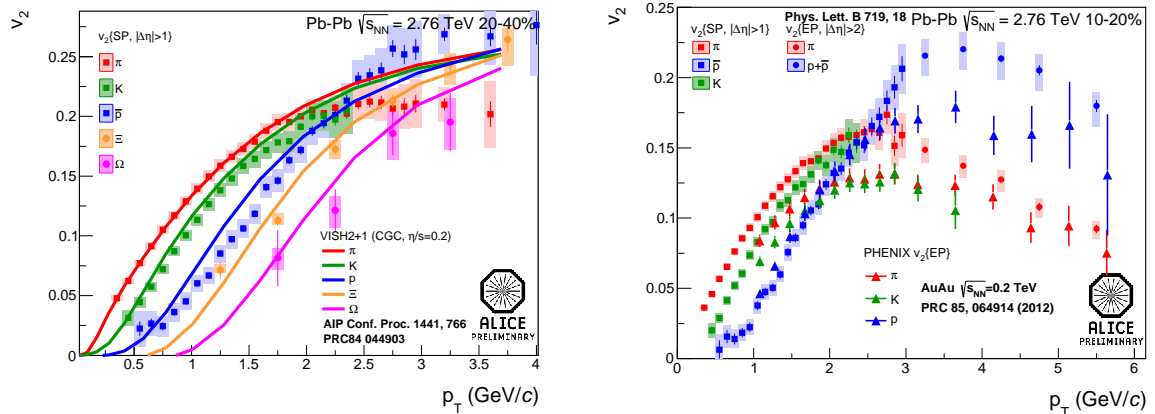 v₂
Pb-Pb √s_NN = 2.76 TeV 20-40%
v₂{SP, |Δη|>1}
π
K
p̅
Ξ
Ω
VISH2+1 (CGC, η/s=0.2)
π
K
p
Ξ
Ω
AIP Conf. Proc. 1441, 766
PRC84 044903
ALICE
PRELIMINARY
0.25
0.2
0.15
0.1
0.05
0
0.5
1
1.5
2
2.5
3
3.5
4
p_T (GeV/c)
v₂
0.25
0.2
0.15
0.1
0.05
0
Phys. Lett. B 719, 18
Pb-Pb √s_NN = 2.76 TeV 10-20%
v₂{SP, |Δη|>1}
π
p̅
K
v₂{EP, |Δη|>2}
π
p+p̅
PHENIX v₂{EP}
π
K
p
AuAu √s_NN=0.2 TeV
PRC 85, 064914 (2012)
ALICE
PRELIMINARY
0
1
2
3
4
5
6
p_T (GeV/c)